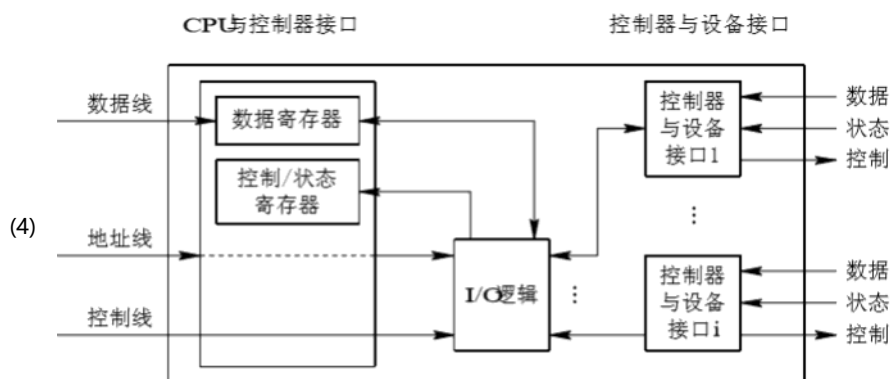 CPU与控制器接口
控制器与设备接口
数据线
数据寄存器
控制/状态
寄存器
控制器
与设备
接口1
数据
状态
控制
(4)
⋮
地址线
I/O逻辑
⋮
控制器
与设备
接口i
数据
状态
控制
控制线